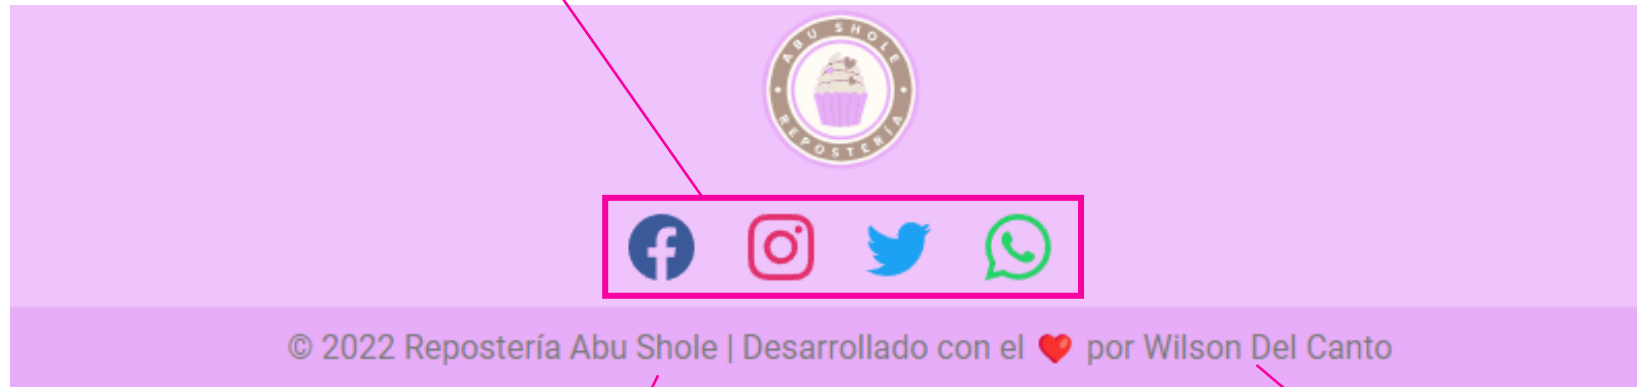 ABU SHOLE
REPOSTERÍA
© 2022 Repostería Abu Shole | Desarrollado con el ❤️ por Wilson Del Canto